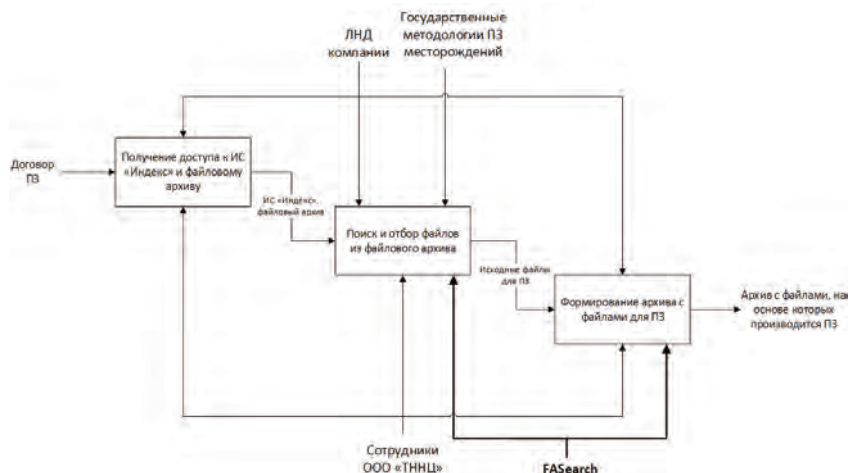 ЛНД
компании
Государственные
методологии ПЗ
месторождений
Договор
ПЗ
Получение доступа к ИС
«Индекс» и файловому
архиву
ИС «Индекс»,
файловый архив
Поиск и отбор файлов
из файлового архива
Исходные файлы
для ПЗ
Формирование архива с
файлами для ПЗ
Архив с файлами, на
основе которых
производится ПЗ
Сотрудники
ООО «ТННЦ»
FASearch